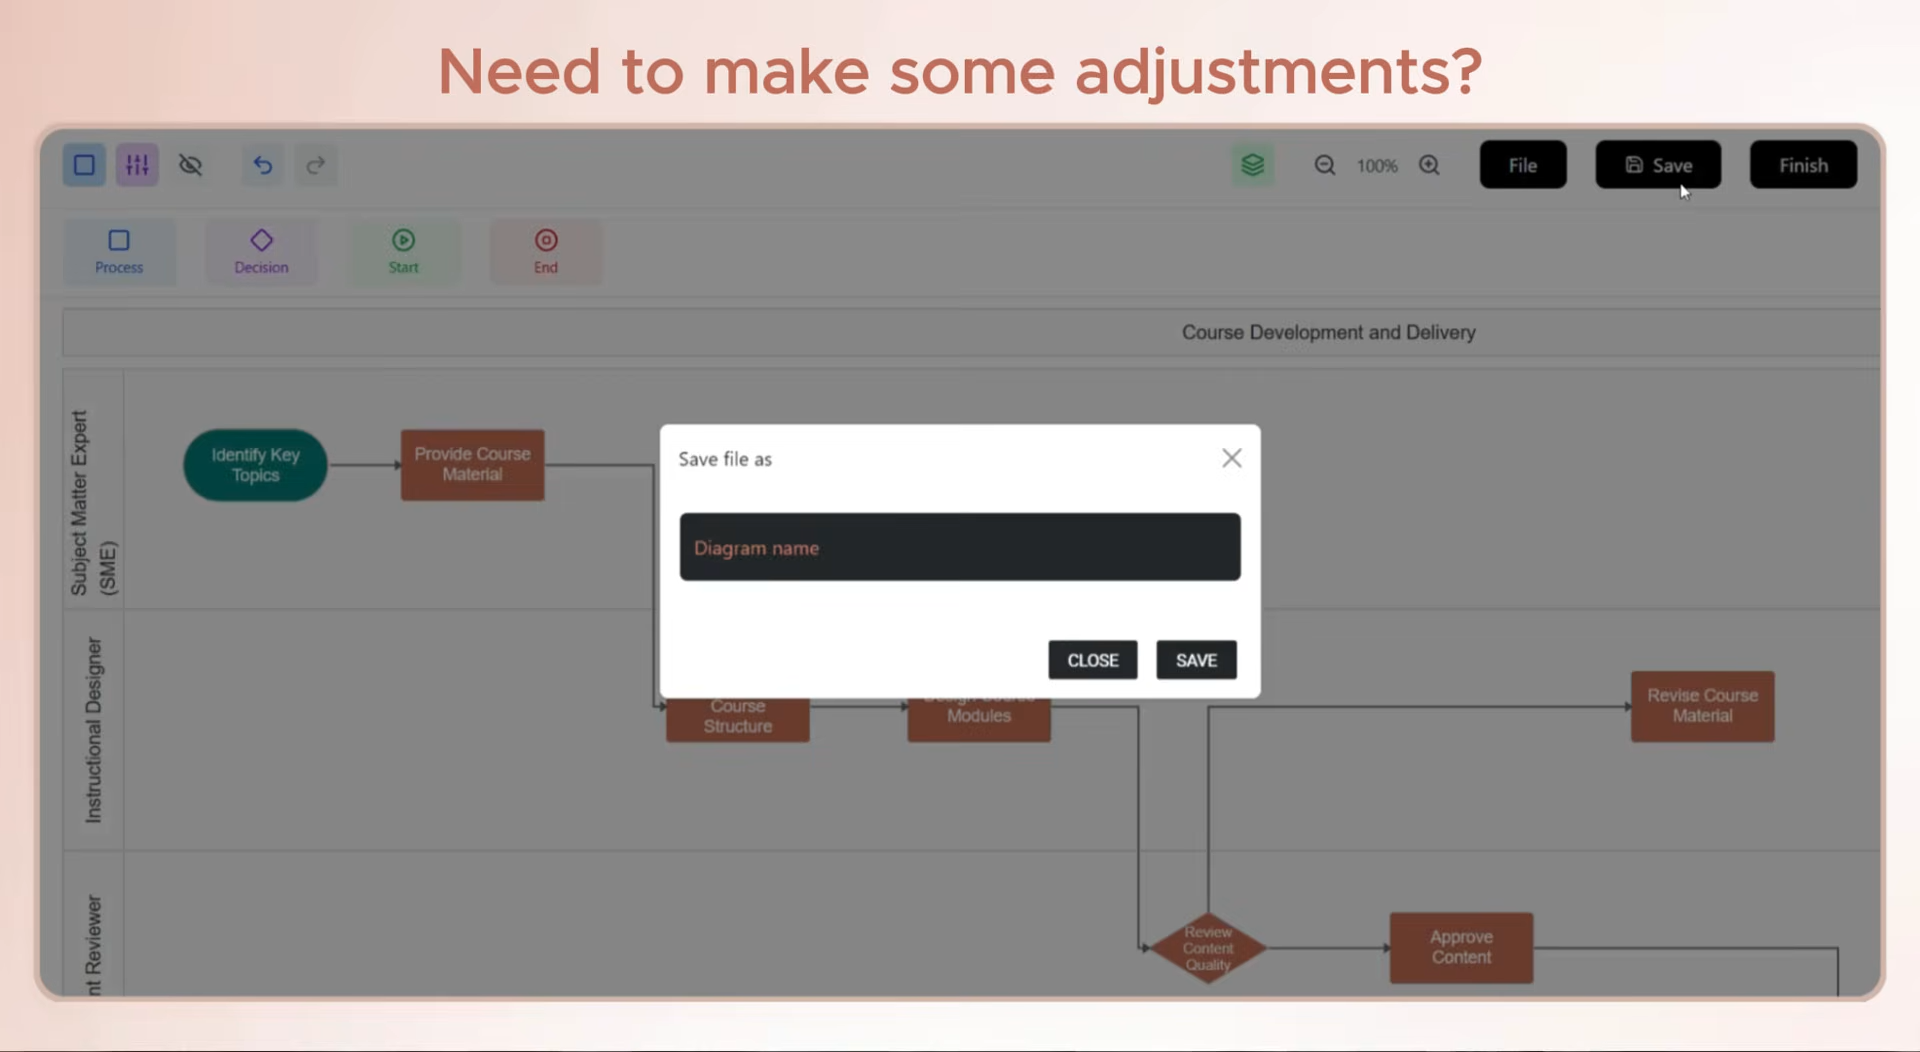 Need to make some adjustments?
100%
File
Save
Finish
Process
Decision
Start
End
Course Development and Delivery
Subject Matter Expert
(SME)
Identify Key
Topics
Provide Course
Material
Save file as
Diagram name
CLOSE
SAVE
Instructional Designer
Course
Structure
Design Course
Modules
Revise Course
Material
nt Reviewer
Review
Content
Quality
Approve
Content